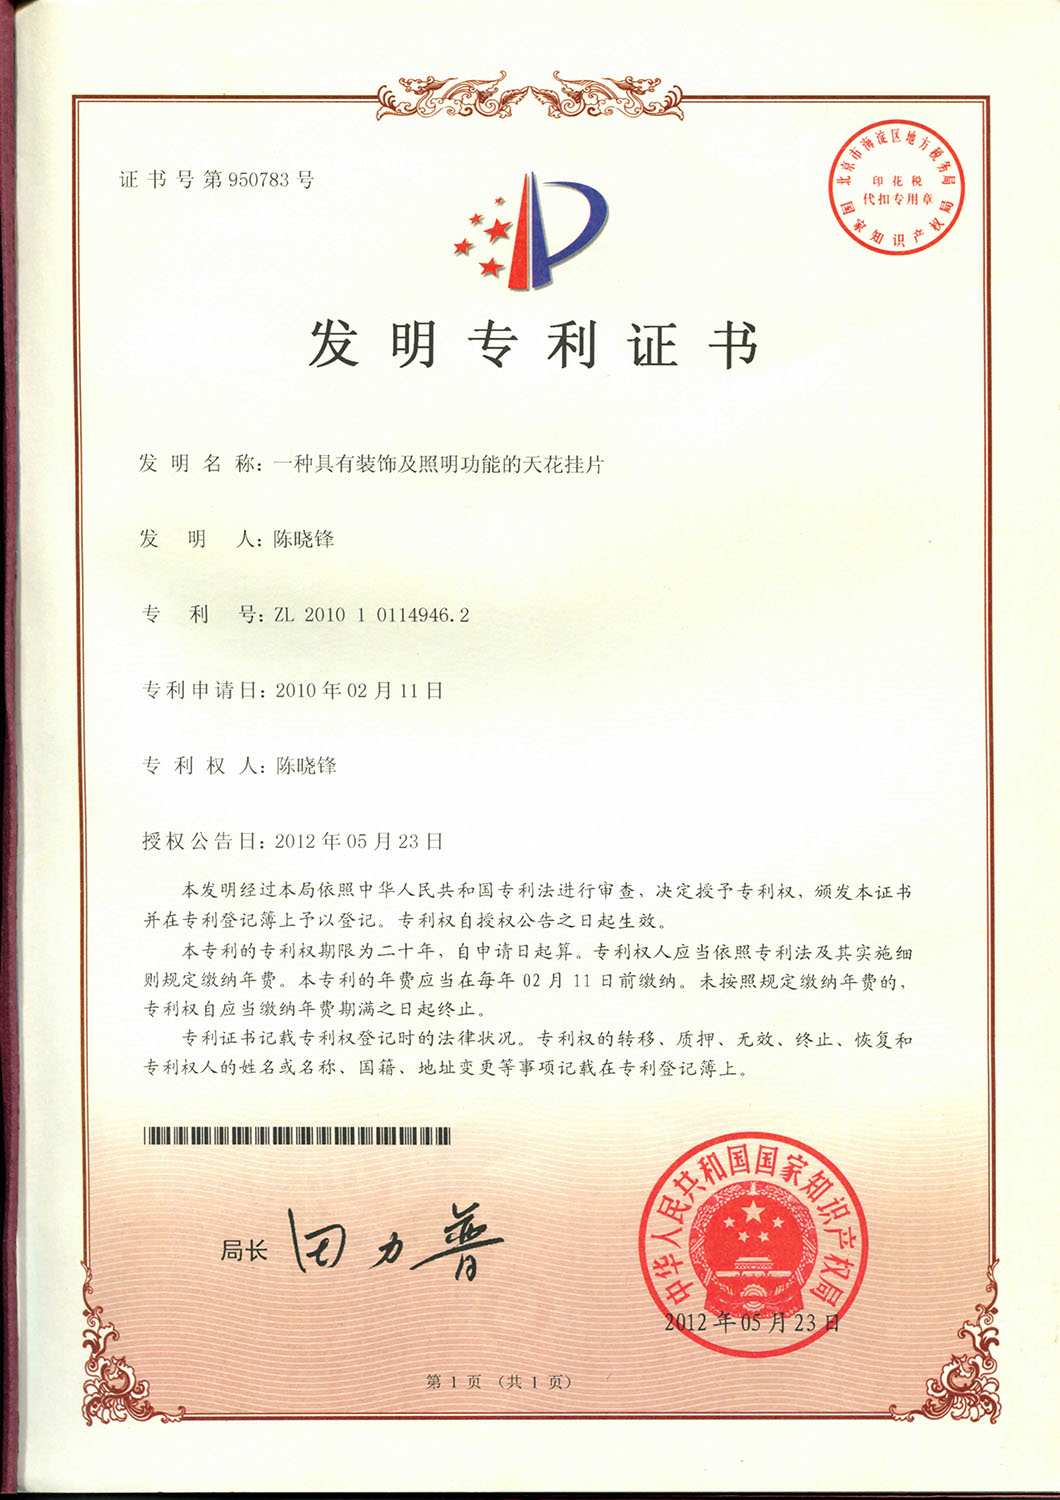 证书号第950783号
北京市海淀区地方税务局
印花税
代扣专用章
国家知识产权局
发明专利证书
发明名称：一种具有装饰及照明功能的天花挂片
发明人：陈晓锋
专利号：ZL 2010 1 0114946.2
专利申请日：2010年02月11日
专利权人：陈晓锋
授权公告日：2012年05月23日
本发明经过本局依照中华人民共和国专利法进行审查，决定授予专利权，颁发本证书
并在专利登记簿上予以登记。专利权自授权公告之日起生效。
本专利的专利权期限为二十年，自申请日起算。专利权人应当依照专利法及其实施细
则规定缴纳年费。本专利的年费应当在每年02月11日前缴纳。未按照规定缴纳年费的，
专利权自应当缴纳年费期满之日起终止。
专利证书记载专利权登记时的法律状况。专利权的转移、质押、无效、终止、恢复和
专利权人的姓名或名称、国籍、地址变更等事项记载在专利登记簿上。
局长 田力普
中华人民共和国国家知识产权局
2012年05月23日
第1页（共1页）